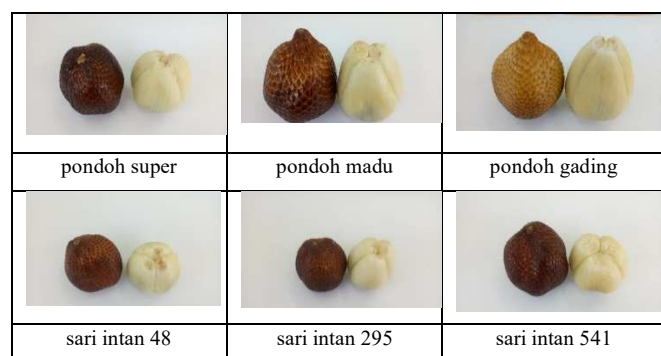 pondoh super
pondoh madu
pondoh gading
sari intan 48
sari intan 295
sari intan 541